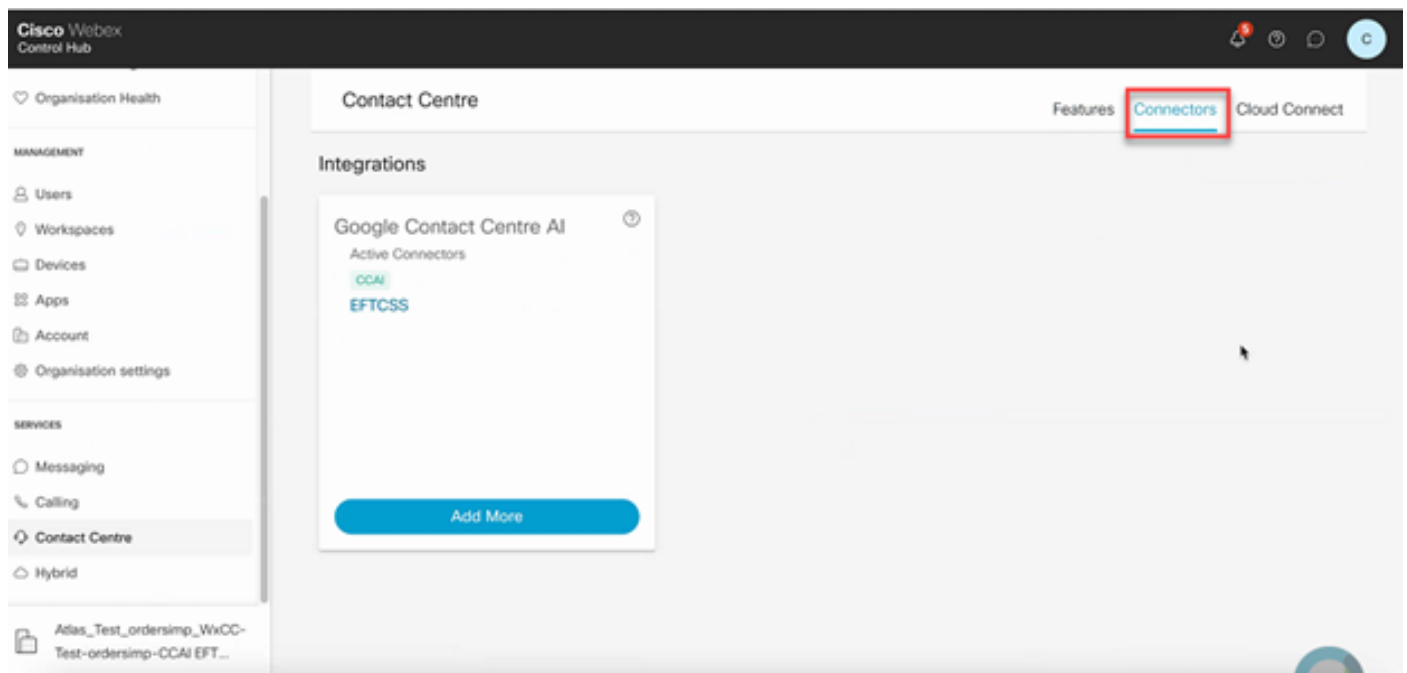 Cisco Webex
Control Hub
5
C
Organisation Health
MANAGEMENT
Users
Workspaces
Devices
Apps
Account
Organisation settings
SERVICES
Messaging
Calling
Contact Centre
Hybrid
Atlas_Test_ordersimp_WxCC-
Test-ordersimp-CCAI EFT...
Contact Centre
Features Connectors Cloud Connect
Integrations
Google Contact Centre AI
Active Connectors
CCAI
EFTCSS
Add More